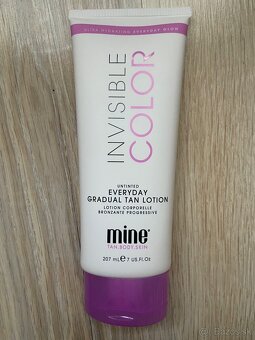 ULTRA HYDRATING EVERYDAY GLOW
INVISIBLE
COLOR
UNTINTED
EVERYDAY
GRADUAL TAN LOTION
LOTION CORPORELLE
BRONZANTE PROGRESSIVE
mine
TAN.BODY.SKIN
207 mL ℮ 7 US.Fl.Oz